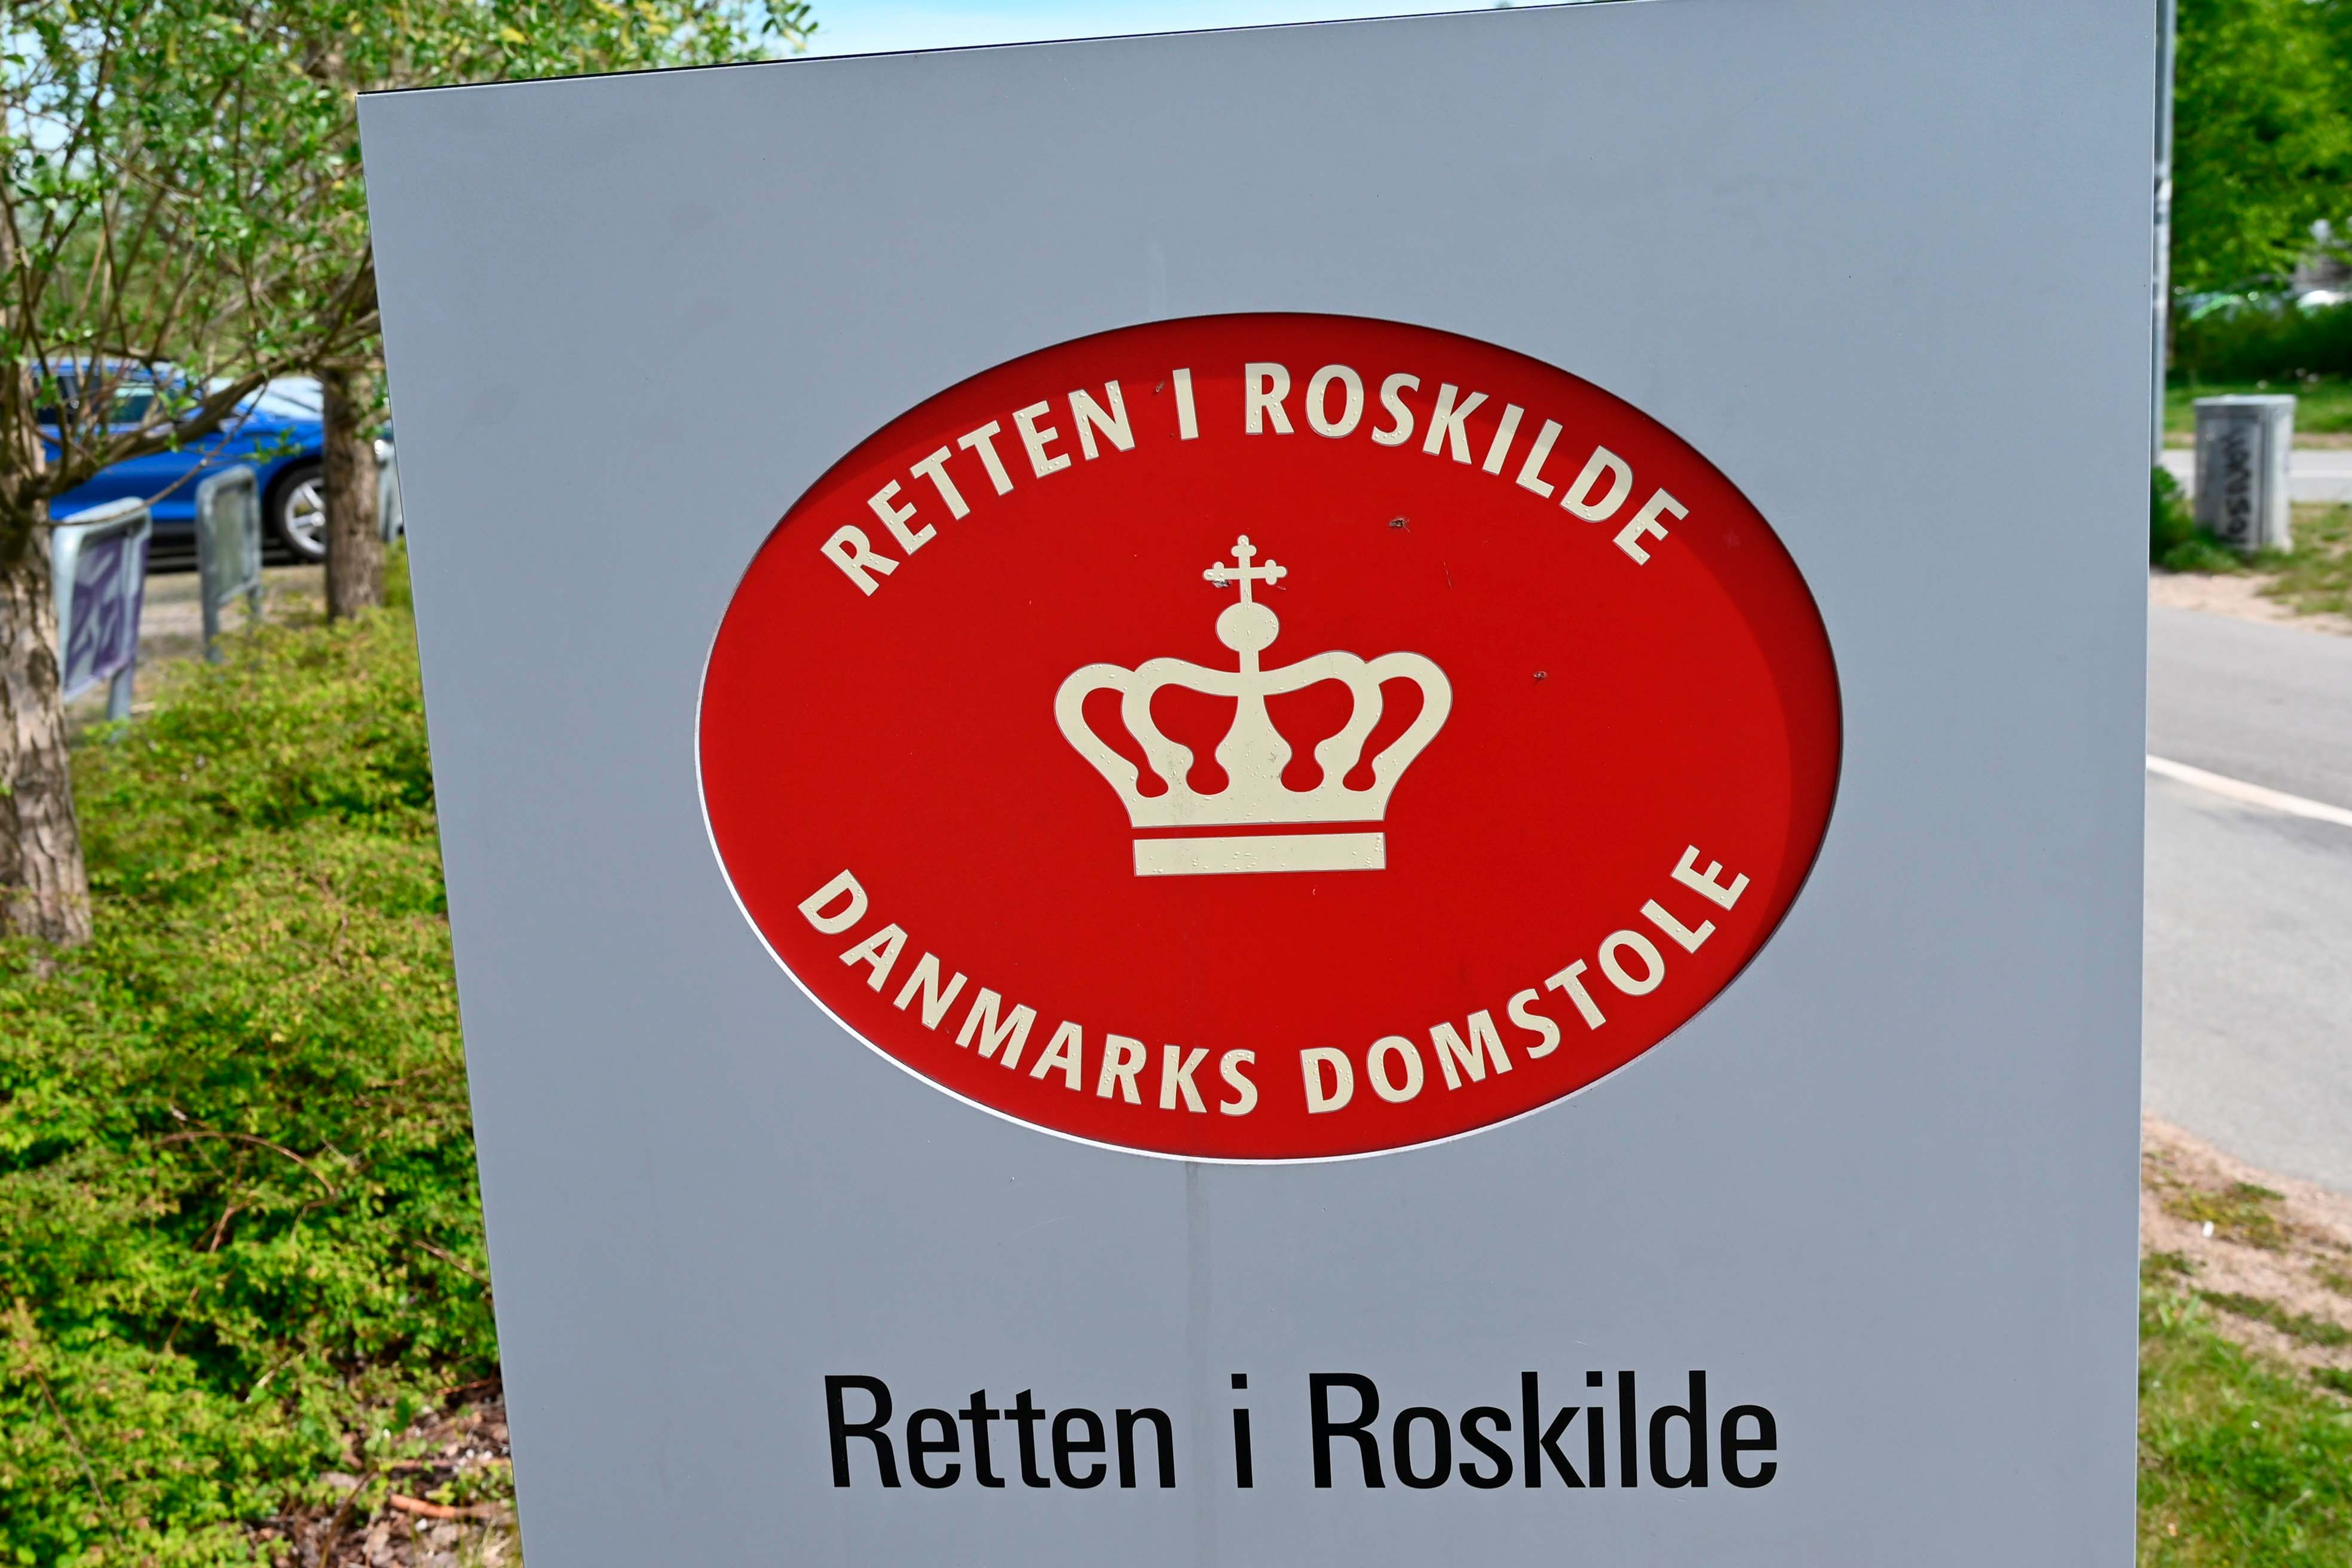 RETTEN I ROSKILDE
DANMARKS DOMSTOLE
Retten i Roskilde